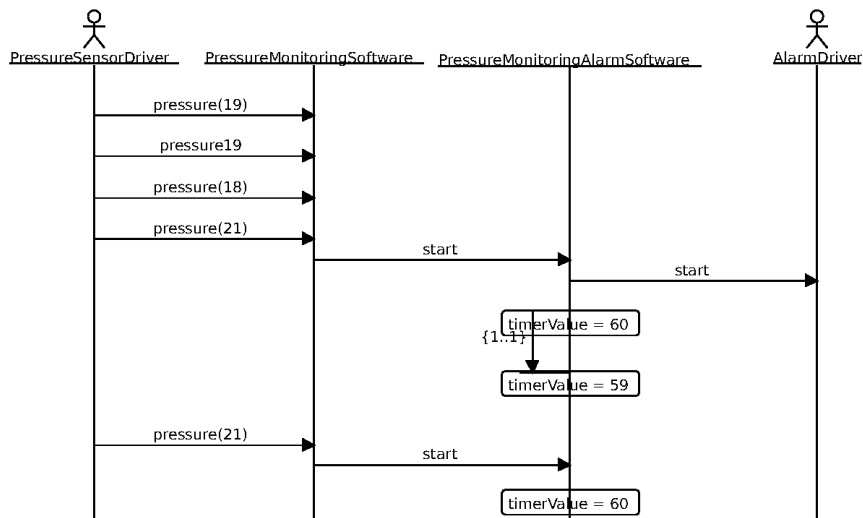 PressureSensorDriver PressureMonitoringSoftware PressureMonitoringAlarmSoftware AlarmDriver
pressure(19)
pressure19
pressure(18)
pressure(21)
start
start
timerValue = 60
{1..1}
timerValue = 59
pressure(21)
start
timerValue = 60